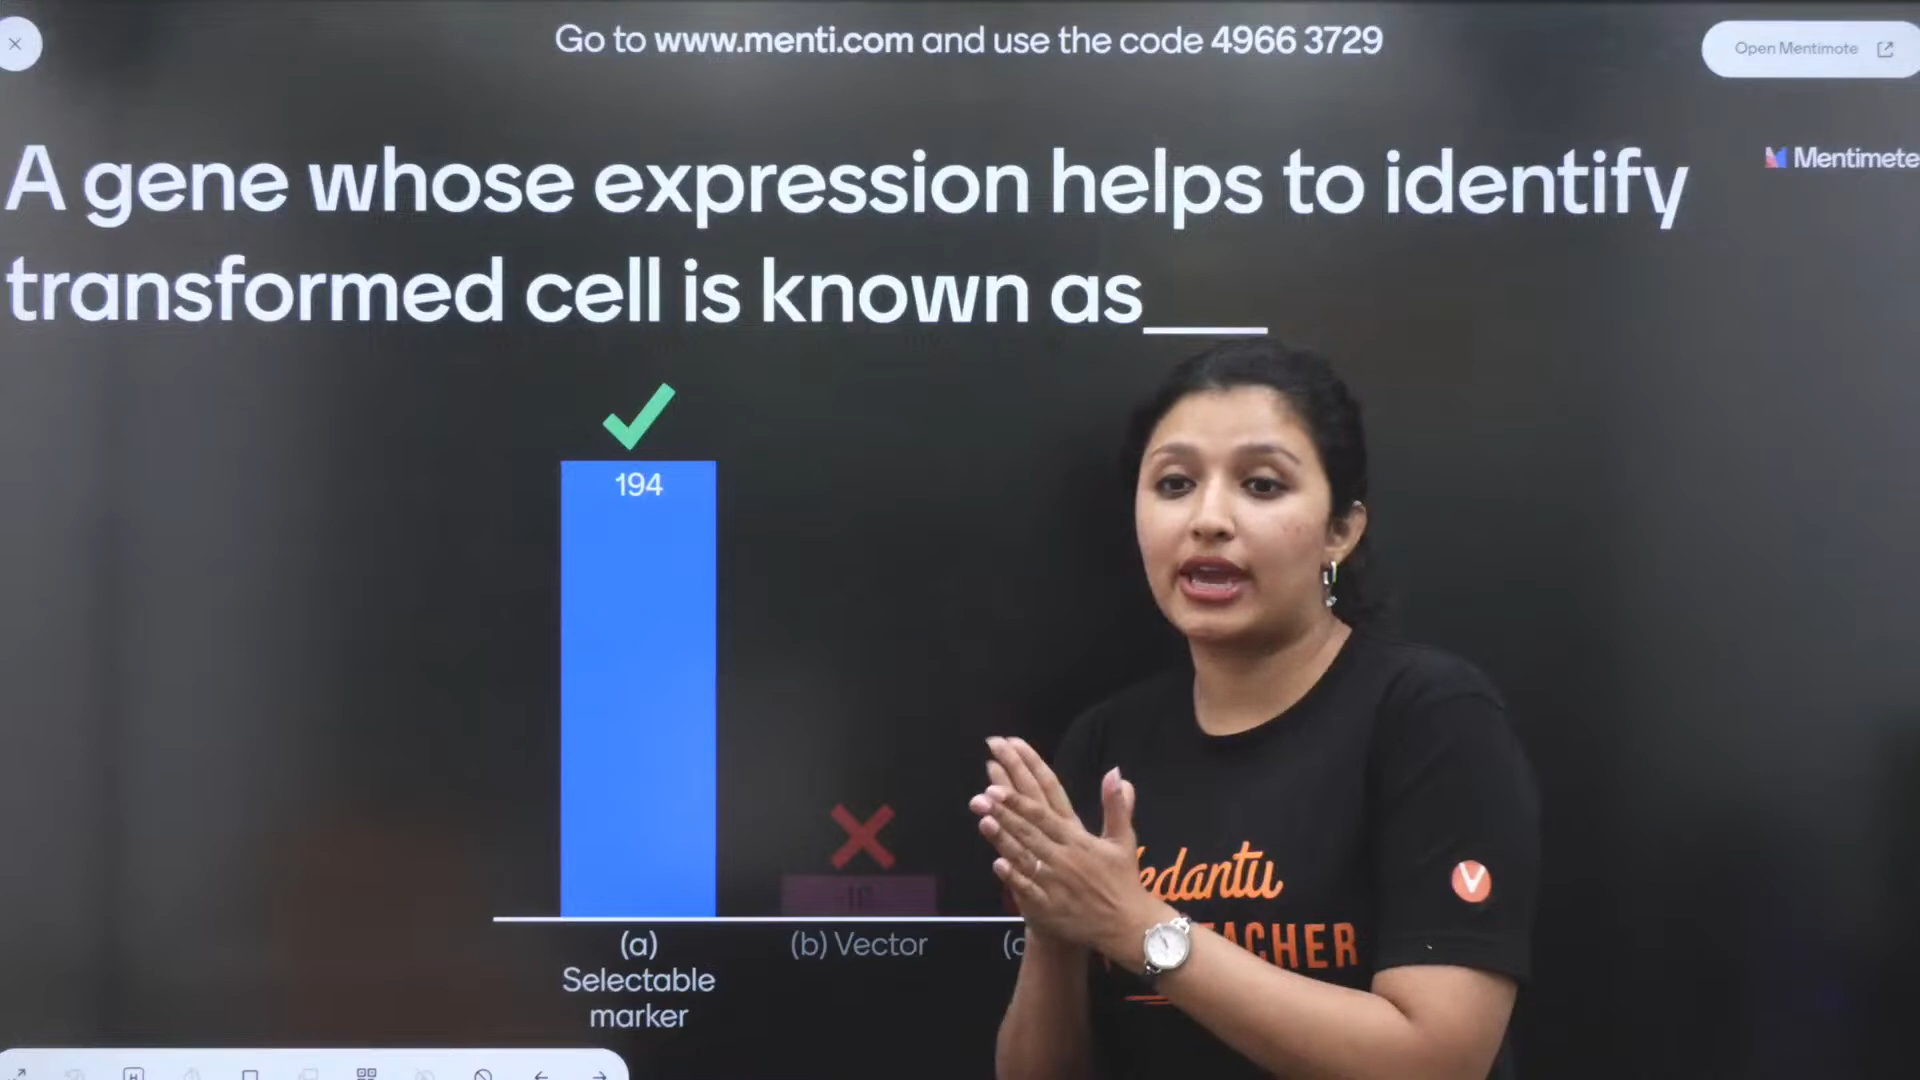 Go to www.menti.com and use the code 4966 3729
Open Mentimote
A gene whose expression helps to identify
Mentimete
transformed cell is known as____
194
(a)
Selectable
marker
(b) Vector
edantu
ACHER
V
H